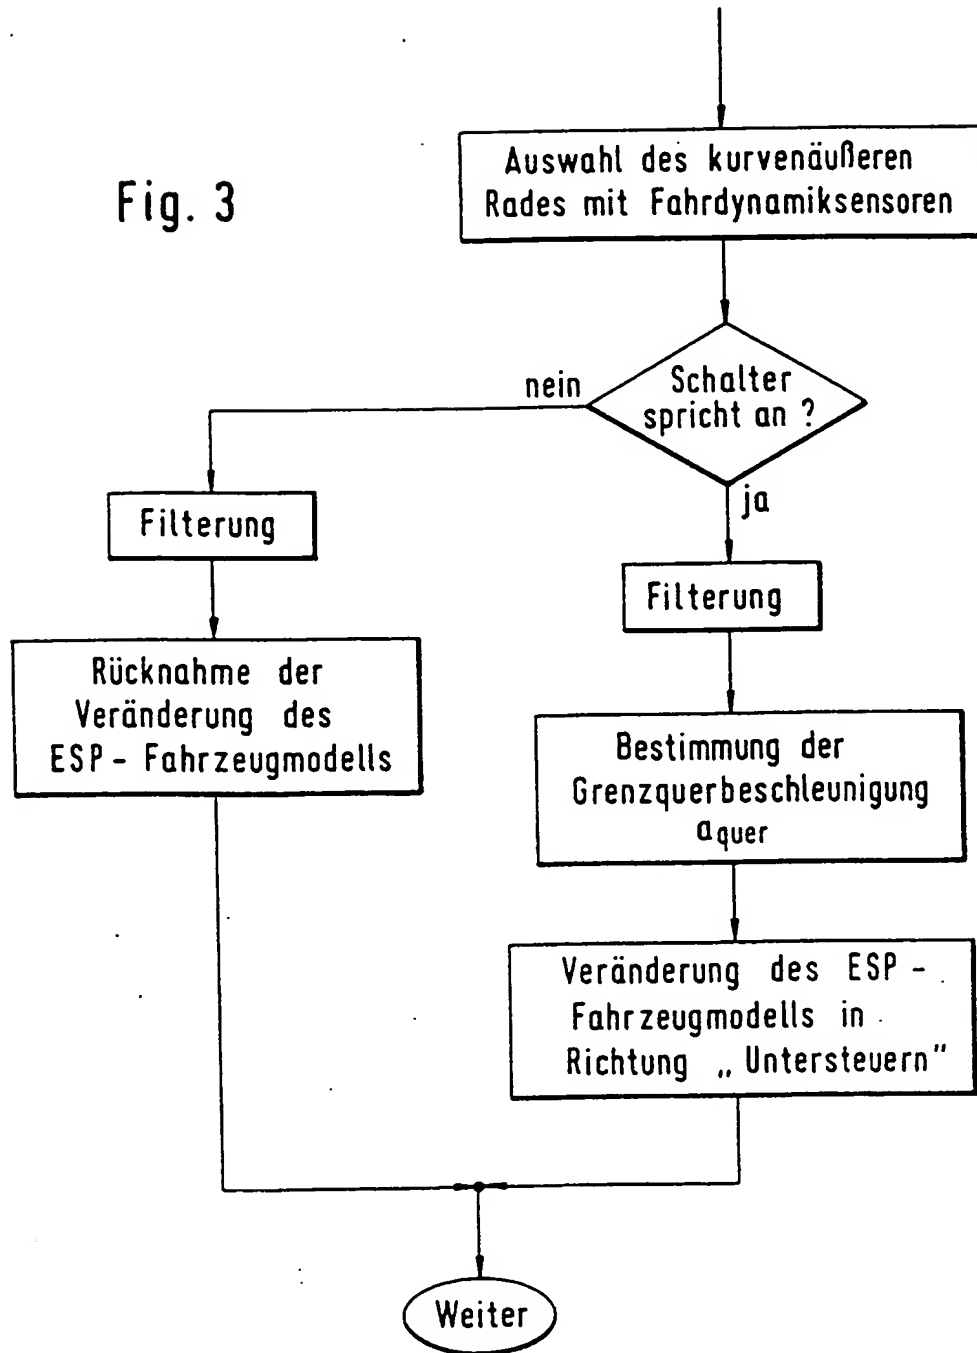 Fig. 3
Auswahl des kurvenäußeren
Rades mit Fahrdynamiksensoren
Schalter
spricht an ?
nein
ja
Filterung
Rücknahme der
Veränderung des
ESP - Fahrzeugmodells
Filterung
Bestimmung der
Grenzquerbeschleunigung
aquer
Veränderung des ESP -
Fahrzeugmodells in
Richtung „ Untersteuern"
Weiter